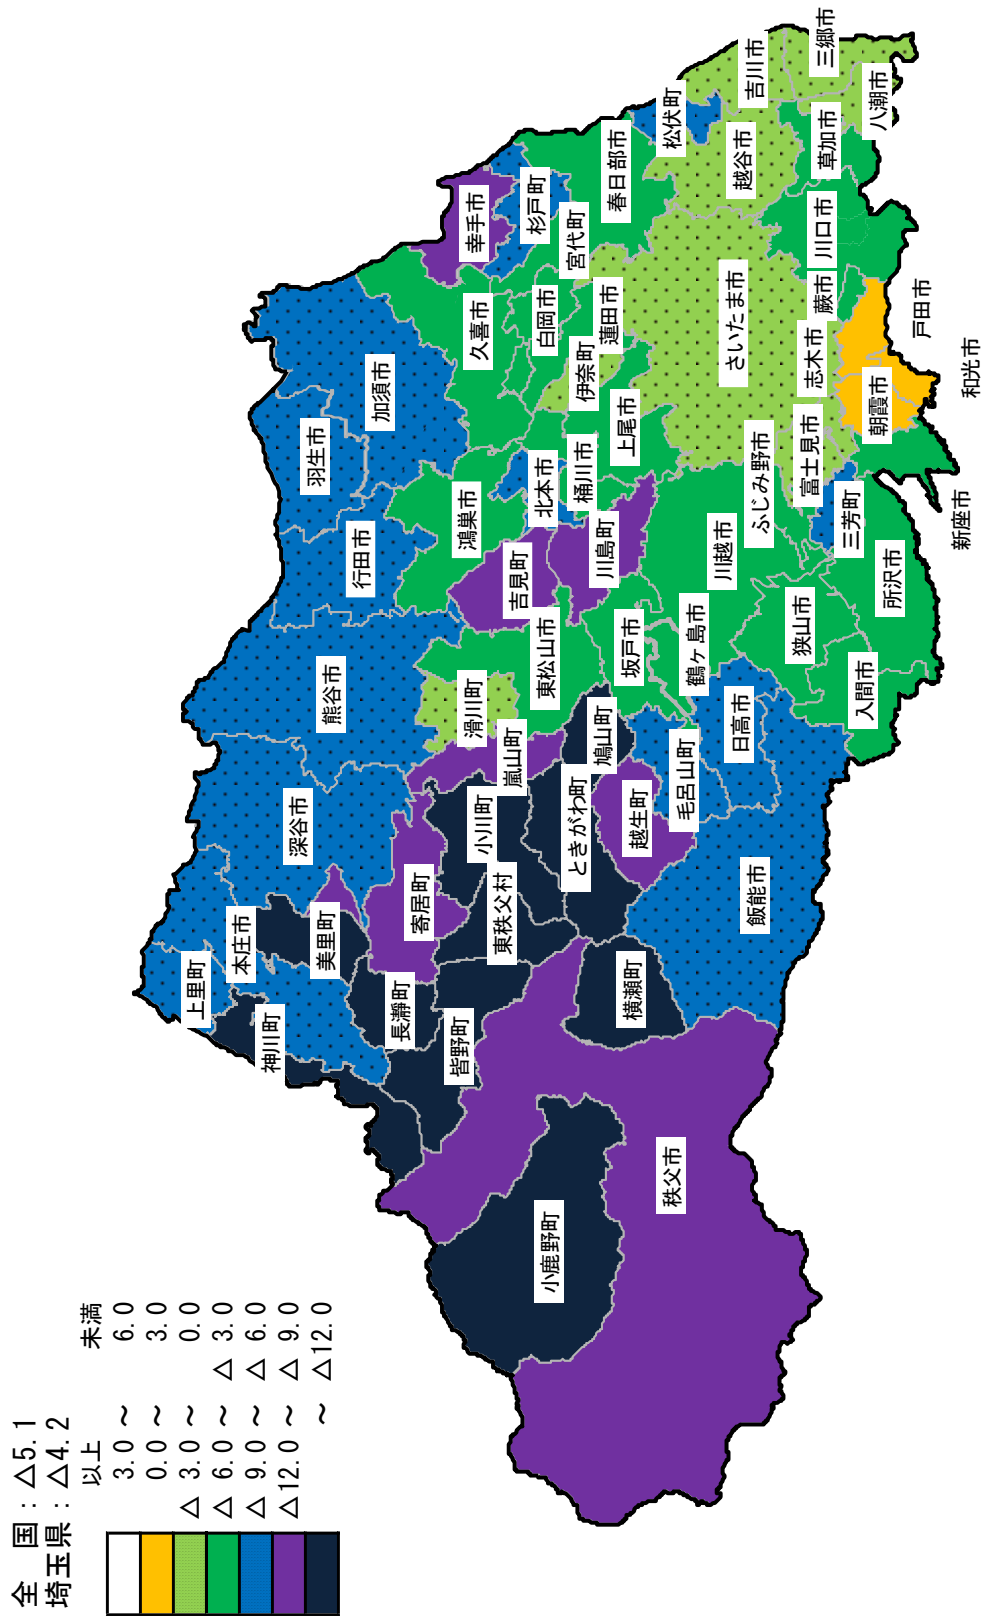 全　国：△5.1
埼玉県：△4.2
以上　未満
3.0 ～ 6.0
0.0 ～ 3.0
△ 3.0 ～ 0.0
△ 6.0 ～ △ 3.0
△ 9.0 ～ △ 6.0
△12.0 ～ △ 9.0
～ △12.0
上里町
本庄市
神川町
美里町
深谷市
熊谷市
行田市
羽生市
加須市
長瀞町
皆野町
寄居町
東秩父村
小川町
嵐山町
滑川町
吉見町
鴻巣市
久喜市
幸手市
杉戸町
宮代町
白岡市
蓮田市
伊奈町
北本市
桶川市
上尾市
川島町
東松山市
ときがわ町
鳩山町
小鹿野町
秩父市
横瀬町
越生町
毛呂山町
坂戸市
鶴ヶ島市
川越市
日高市
飯能市
狭山市
入間市
所沢市
三芳町
ふじみ野市
富士見市
志木市
さいたま市
春日部市
松伏町
越谷市
吉川市
三郷市
八潮市
草加市
川口市
蕨市
戸田市
朝霞市
和光市
新座市